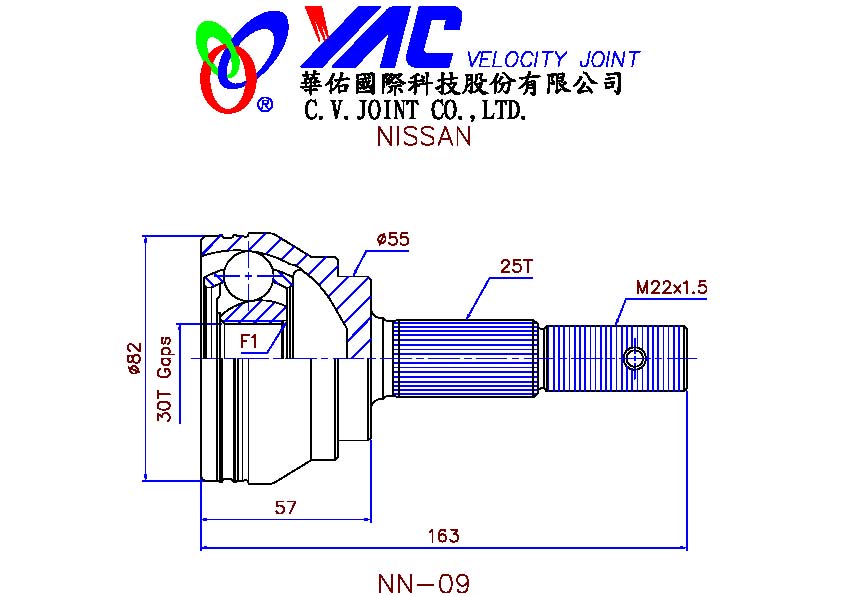 YAC VELOCITY JOINT
華佑國際科技股份有限公司
®
C.V.JOINT CO.,LTD.
NISSAN
ø55
25T
M22x1.5
F1
ø82
30T Gaps
57
163
NN-09